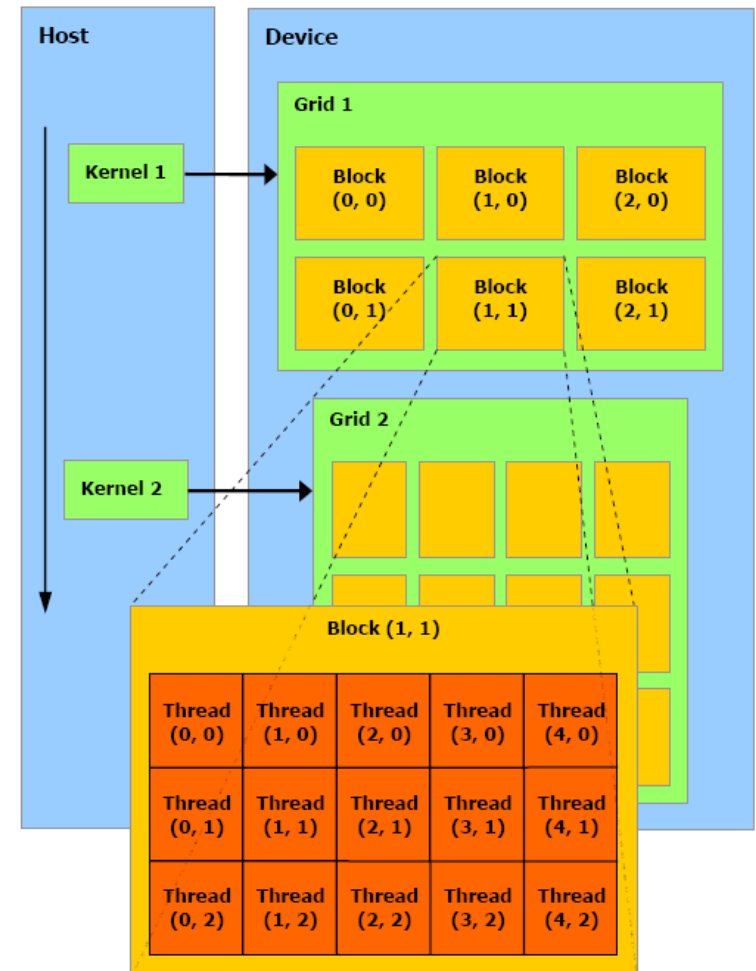 Host
Device
Grid 1
Kernel 1
Block
(0, 0)
Block
(1, 0)
Block
(2, 0)
Block
(0, 1)
Block
(1, 1)
Block
(2, 1)
Grid 2
Kernel 2
Block (1, 1)
Thread
(0, 0)
Thread
(1, 0)
Thread
(2, 0)
Thread
(3, 0)
Thread
(4, 0)
Thread
(0, 1)
Thread
(1, 1)
Thread
(2, 1)
Thread
(3, 1)
Thread
(4, 1)
Thread
(0, 2)
Thread
(1, 2)
Thread
(2, 2)
Thread
(3, 2)
Thread
(4, 2)